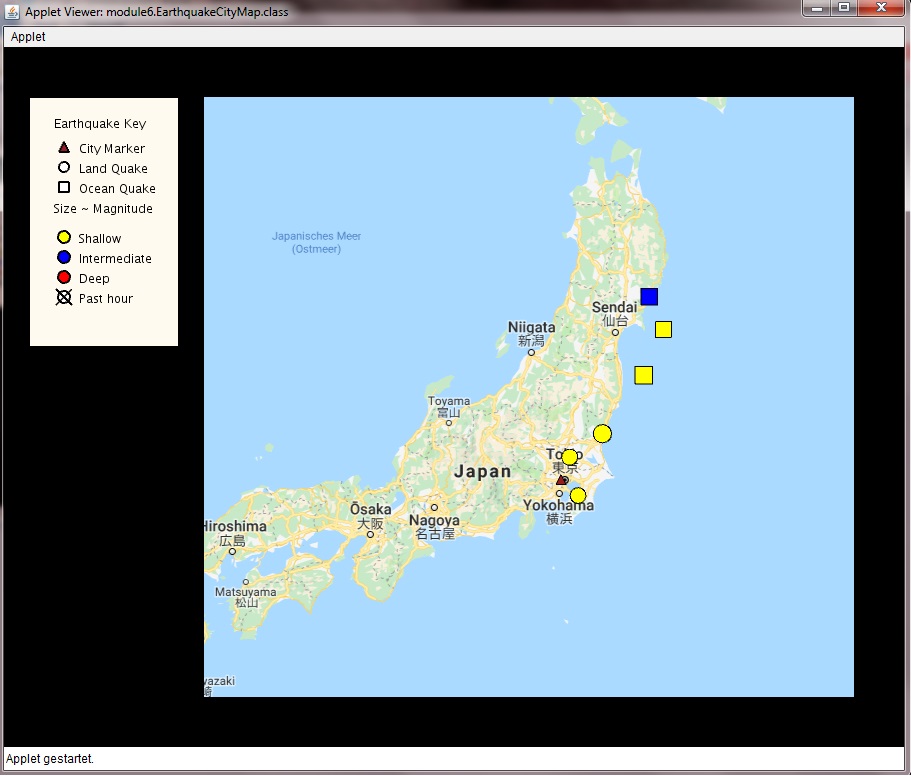 Applet Viewer: module6.EarthquakeCityMap.class
Applet
Earthquake Key
City Marker
Land Quake
Ocean Quake
Size ~ Magnitude
Shallow
Intermediate
Deep
Past hour
Japanisches Meer
(Ostmeer)
Sendai
仙台
Niigata
新潟
Toyama
富山
東京
Japan
Yokohama
横浜
Ōsaka
大阪
Nagoya
名古屋
Hiroshima
広島
Matsuyama
松山
yazaki
崎
Applet gestartet.